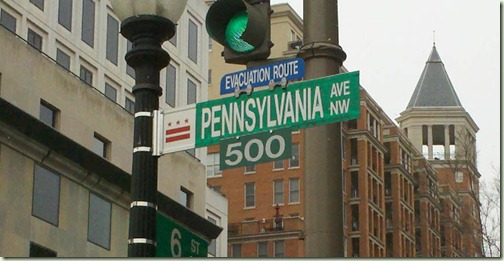 EVACUATION ROUTE
PENNSYLVANIA AVE NW
500
6 ST